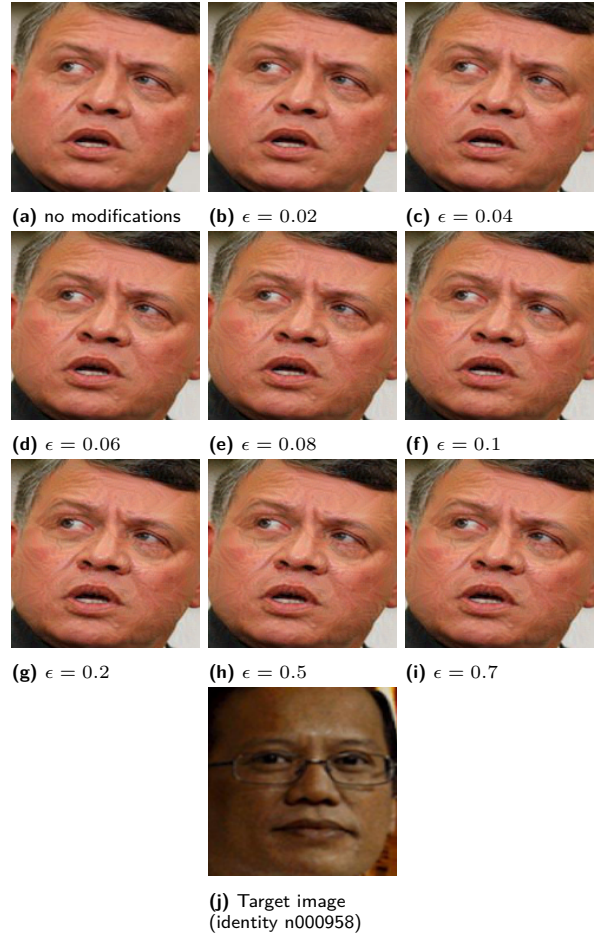 (a) no modifications
(b) ϵ = 0.02
(c) ϵ = 0.04
(d) ϵ = 0.06
(e) ϵ = 0.08
(f) ϵ = 0.1
(g) ϵ = 0.2
(h) ϵ = 0.5
(i) ϵ = 0.7
(j) Target image
(identity n000958)